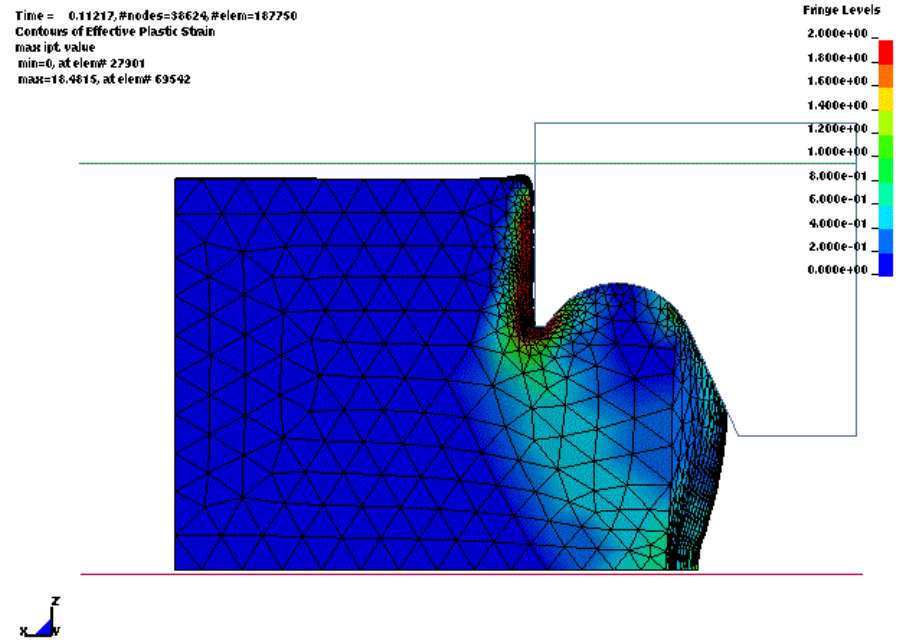 Time =    0.11217, #nodes=38624, #elem=187750
Contours of Effective Plastic Strain
max ipt. value
min=0, at elem# 27901
max=18.4815, at elem# 69542
Fringe Levels
2.000e+00
1.800e+00
1.600e+00
1.400e+00
1.200e+00
1.000e+00
8.000e-01
6.000e-01
4.000e-01
2.000e-01
0.000e+00
Z
X Y